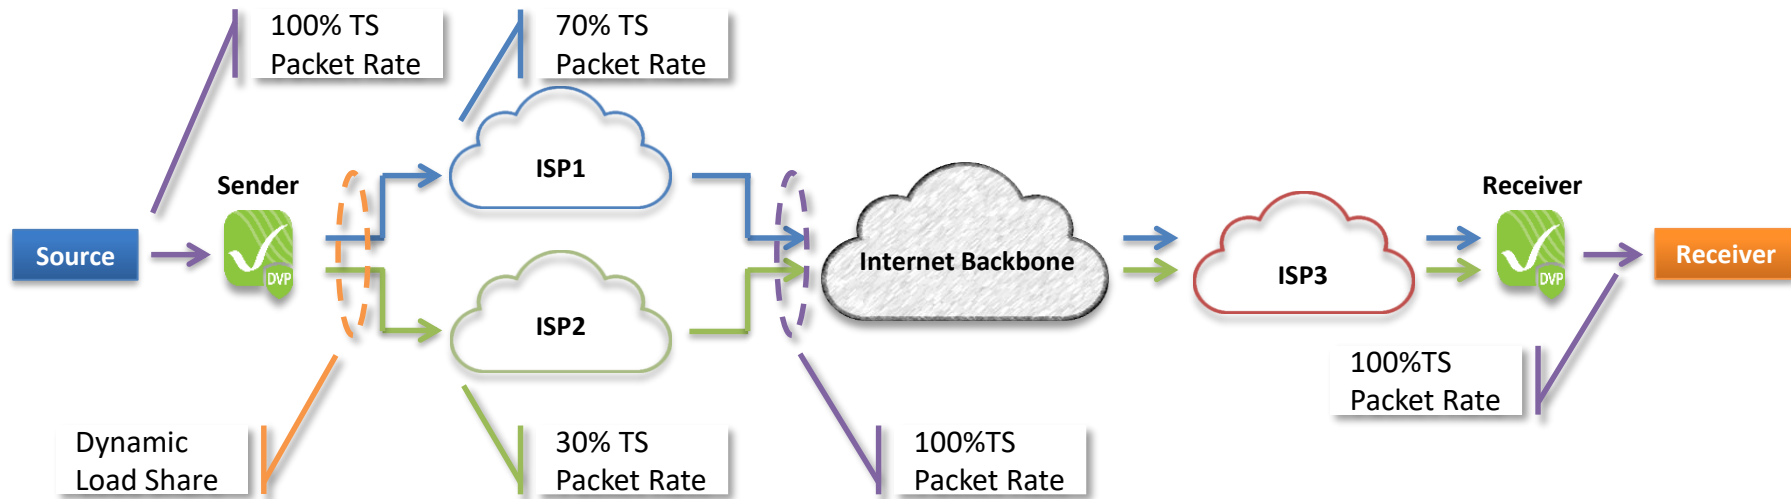 100% TS
Packet Rate
70% TS
Packet Rate
ISP1
Sender
Receiver
Source
DVP
Internet Backbone
ISP3
DVP
Receiver
ISP2
100%TS
Packet Rate
Dynamic
Load Share
30% TS
Packet Rate
100%TS
Packet Rate